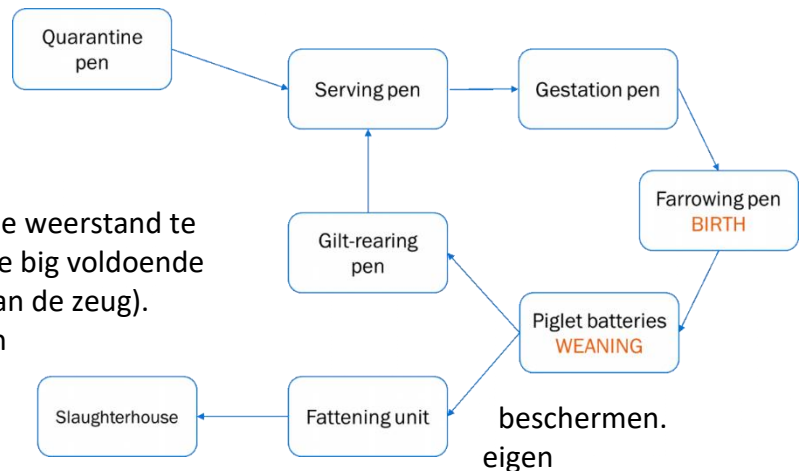 Quarantine
pen
Serving pen
Gestation pen
Farrowing pen
BIRTH
Gilt-rearing
pen
Piglet batteries
WEANING
Fattening unit
Slaughterhouse
e weerstand te
e big voldoende
an de zeug).
beschermen.
eigen